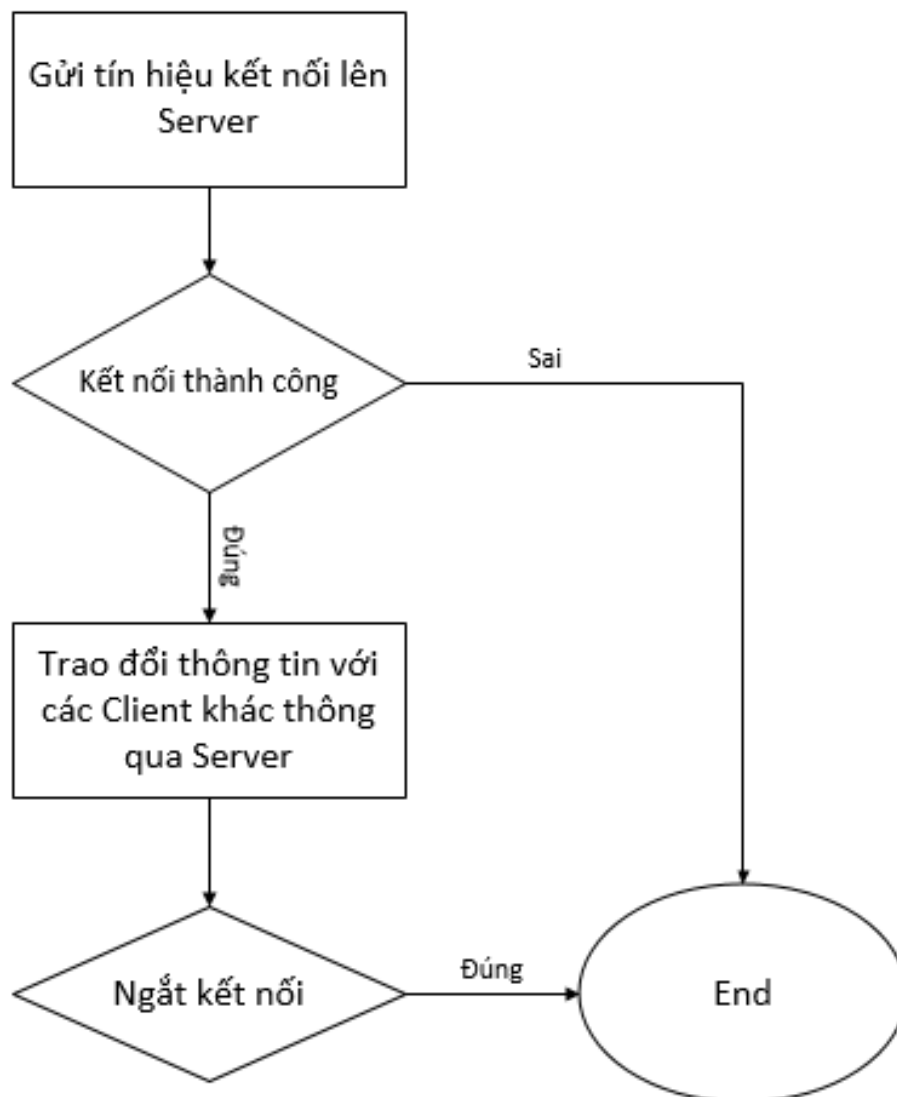 Gửi tín hiệu kết nối lên
Server
Kết nối thành công
Sai
Đúng
Trao đổi thông tin với
các Client khác thông
qua Server
Ngắt kết nối
Đúng
End